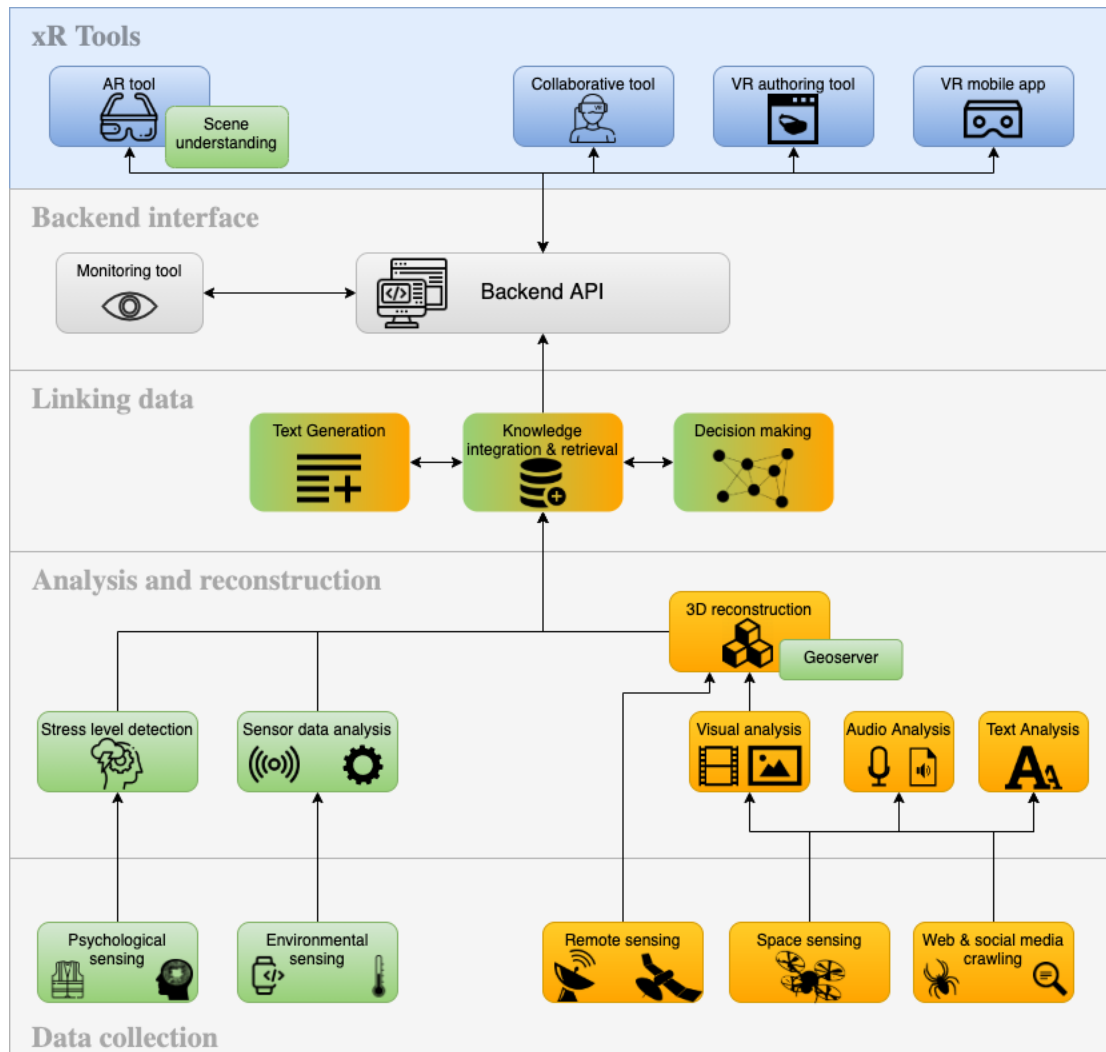 xR Tools
AR tool
Scene
understanding
Collaborative tool
VR
VR authoring tool
VR mobile app
Backend interface
Monitoring tool
</>
Backend API
Linking data
Text Generation
Knowledge
integration & retrieval
Decision making
Analysis and reconstruction
3D reconstruction
Geoserver
Stress level detection
Sensor data analysis
Visual analysis
Audio Analysis
Text Analysis
AA
Psychological
sensing
Environmental
sensing
</>
Remote sensing
Space sensing
Web & social media
crawling
Data collection